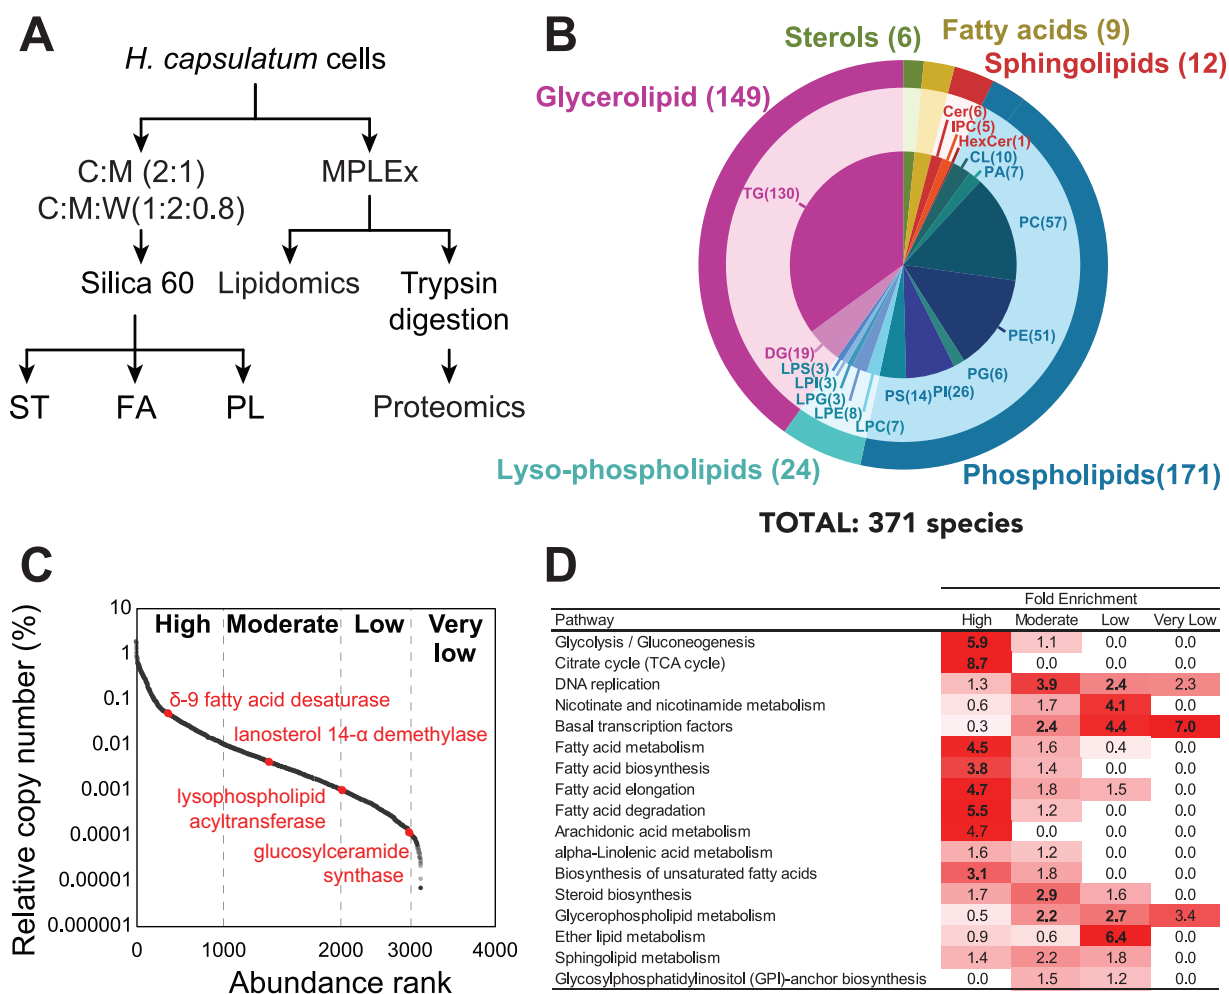 A
H. capsulatum cells
C:M (2:1)
C:M:W(1:2:0.8)
MPLEx
Silica 60
Lipidomics
Trypsin
digestion
ST
FA
PL
Proteomics
B
Sterols (6)
Fatty acids (9)
Sphingolipids (12)
Glycerolipid (149)
Cer(6)
IPC(5)
HexCer(1)
CL(10)
PA(7)
TG(130)
PC(57)
PE(51)
DG(19)
LPS(3)
LPI(3)
LPG(3)
LPE(8)
LPC(7)
PS(14)
PI(26)
PG(6)
Lyso-phospholipids (24)
Phospholipids(171)
TOTAL: 371 species
C
Relative copy number (%)
10
1
0.1
0.01
0.001
0.0001
0.00001
0.000001
High
Moderate
Low
Very
low
δ-9 fatty acid desaturase
lanosterol 14-α demethylase
lysophospholipid
acyltransferase
glucosylceramide
synthase
0 1000 2000 3000 4000
Abundance rank
D
Fold Enrichment
Pathway High Moderate Low Very Low
Glycolysis / Gluconeogenesis 5.9 1.1 0.0 0.0
Citrate cycle (TCA cycle) 8.7 0.0 0.0 0.0
DNA replication 1.3 3.9 2.4 2.3
Nicotinate and nicotinamide metabolism 0.6 1.7 4.1 0.0
Basal transcription factors 0.3 2.4 4.4 7.0
Fatty acid metabolism 4.5 1.6 0.4 0.0
Fatty acid biosynthesis 3.8 1.4 0.0 0.0
Fatty acid elongation 4.7 1.8 1.5 0.0
Fatty acid degradation 5.5 1.2 0.0 0.0
Arachidonic acid metabolism 4.7 0.0 0.0 0.0
alpha-Linolenic acid metabolism 1.6 1.2 0.0 0.0
Biosynthesis of unsaturated fatty acids 3.1 1.8 0.0 0.0
Steroid biosynthesis 1.7 2.9 1.6 0.0
Glycerophospholipid metabolism 0.5 2.2 2.7 3.4
Ether lipid metabolism 0.9 0.6 6.4 0.0
Sphingolipid metabolism 1.4 2.2 1.8 0.0
Glycosylphosphatidylinositol (GPI)-anchor biosynthesis 0.0 1.5 1.2 0.0